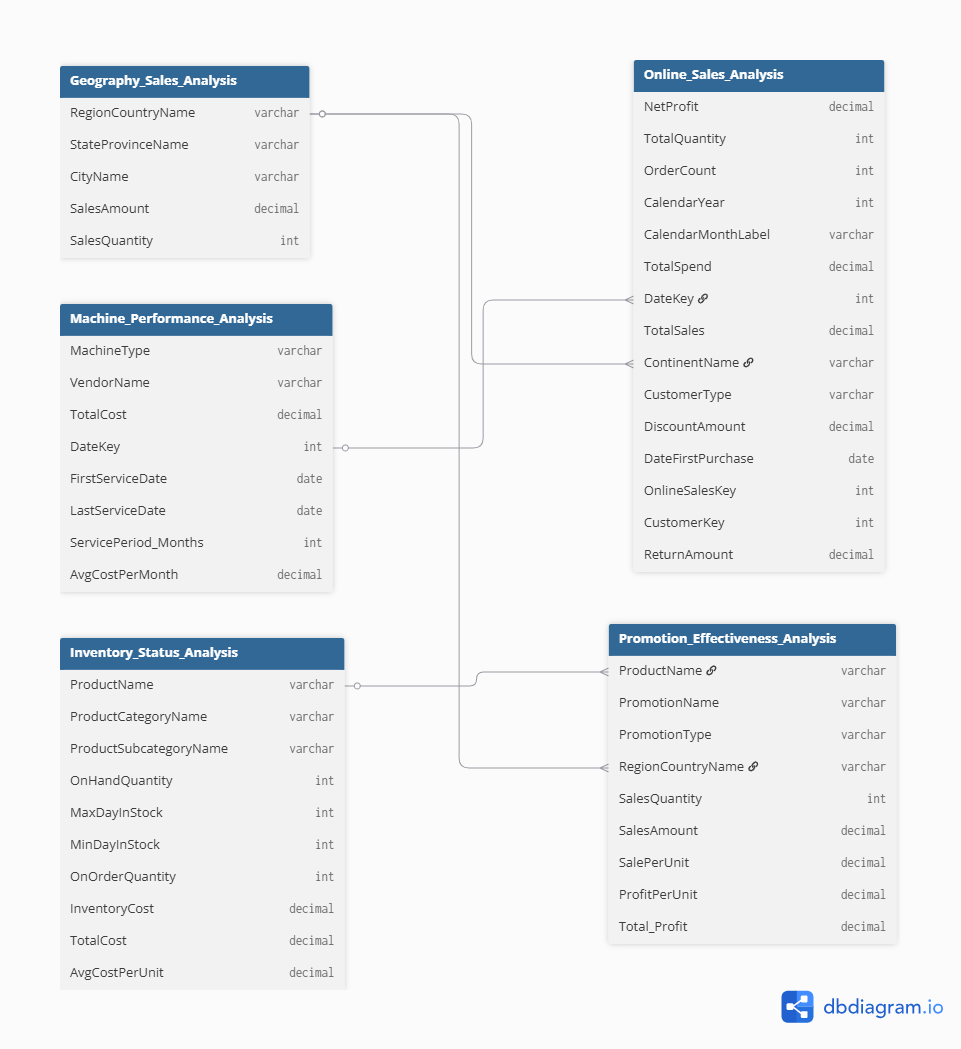 Geography_Sales_Analysis
RegionCountryName varchar
StateProvinceName varchar
CityName varchar
SalesAmount decimal
SalesQuantity int
Online_Sales_Analysis
NetProfit decimal
TotalQuantity int
OrderCount int
CalendarYear int
CalendarMonthLabel varchar
TotalSpend decimal
DateKey int
TotalSales decimal
ContinentName varchar
CustomerType varchar
DiscountAmount decimal
DateFirstPurchase date
OnlineSalesKey int
CustomerKey int
ReturnAmount decimal
Machine_Performance_Analysis
MachineType varchar
VendorName varchar
TotalCost decimal
DateKey int
FirstServiceDate date
LastServiceDate date
ServicePeriod_Months int
AvgCostPerMonth decimal
Inventory_Status_Analysis
ProductName varchar
ProductCategoryName varchar
ProductSubcategoryName varchar
OnHandQuantity int
MaxDayInStock int
MinDayInStock int
OnOrderQuantity int
InventoryCost decimal
TotalCost decimal
AvgCostPerUnit decimal
Promotion_Effectiveness_Analysis
ProductName varchar
PromotionName varchar
PromotionType varchar
RegionCountryName varchar
SalesQuantity int
SalesAmount decimal
SalePerUnit decimal
ProfitPerUnit decimal
Total_Profit decimal
dbdiagram.io